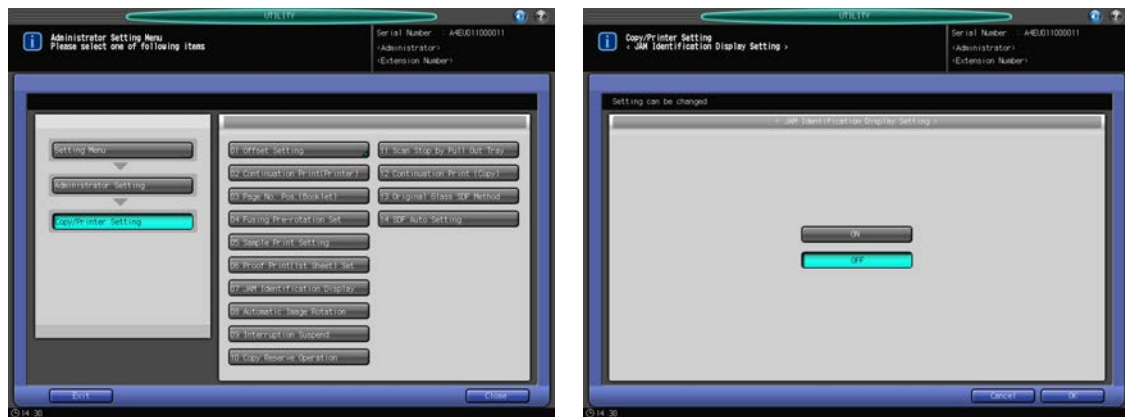 UTILITY
Administrator Setting Menu
Please select one of following items
Serial Number : A4EU011000011
<Administrator>
<Extension Number>
Setting Menu
Administrator Setting
Copy/Printer Setting
01 Offset Setting
02 Continuation Print(Printer)
03 Page No. Pos.(Booklet)
04 Fusing Pre-rotation Set
05 Sample Print Setting
06 Proof Print(1st Sheet) Set
07 JAM Identification Display
08 Automatic Image Rotation
09 Interruption Suspend
10 Copy Reserve Operation
11 Scan Stop by Pull Out Tray
12 Continuation Print (Copy)
13 Original Glass SDF Method
14 SDF Auto Setting
Exit
Close
14:30
UTILITY
Copy/Printer Setting
< JAM Identification Display Setting >
Serial Number : A4EU011000011
<Administrator>
<Extension Number>
Setting can be changed
< JAM Identification Display Setting >
ON
OFF
Cancel
OK
14:30